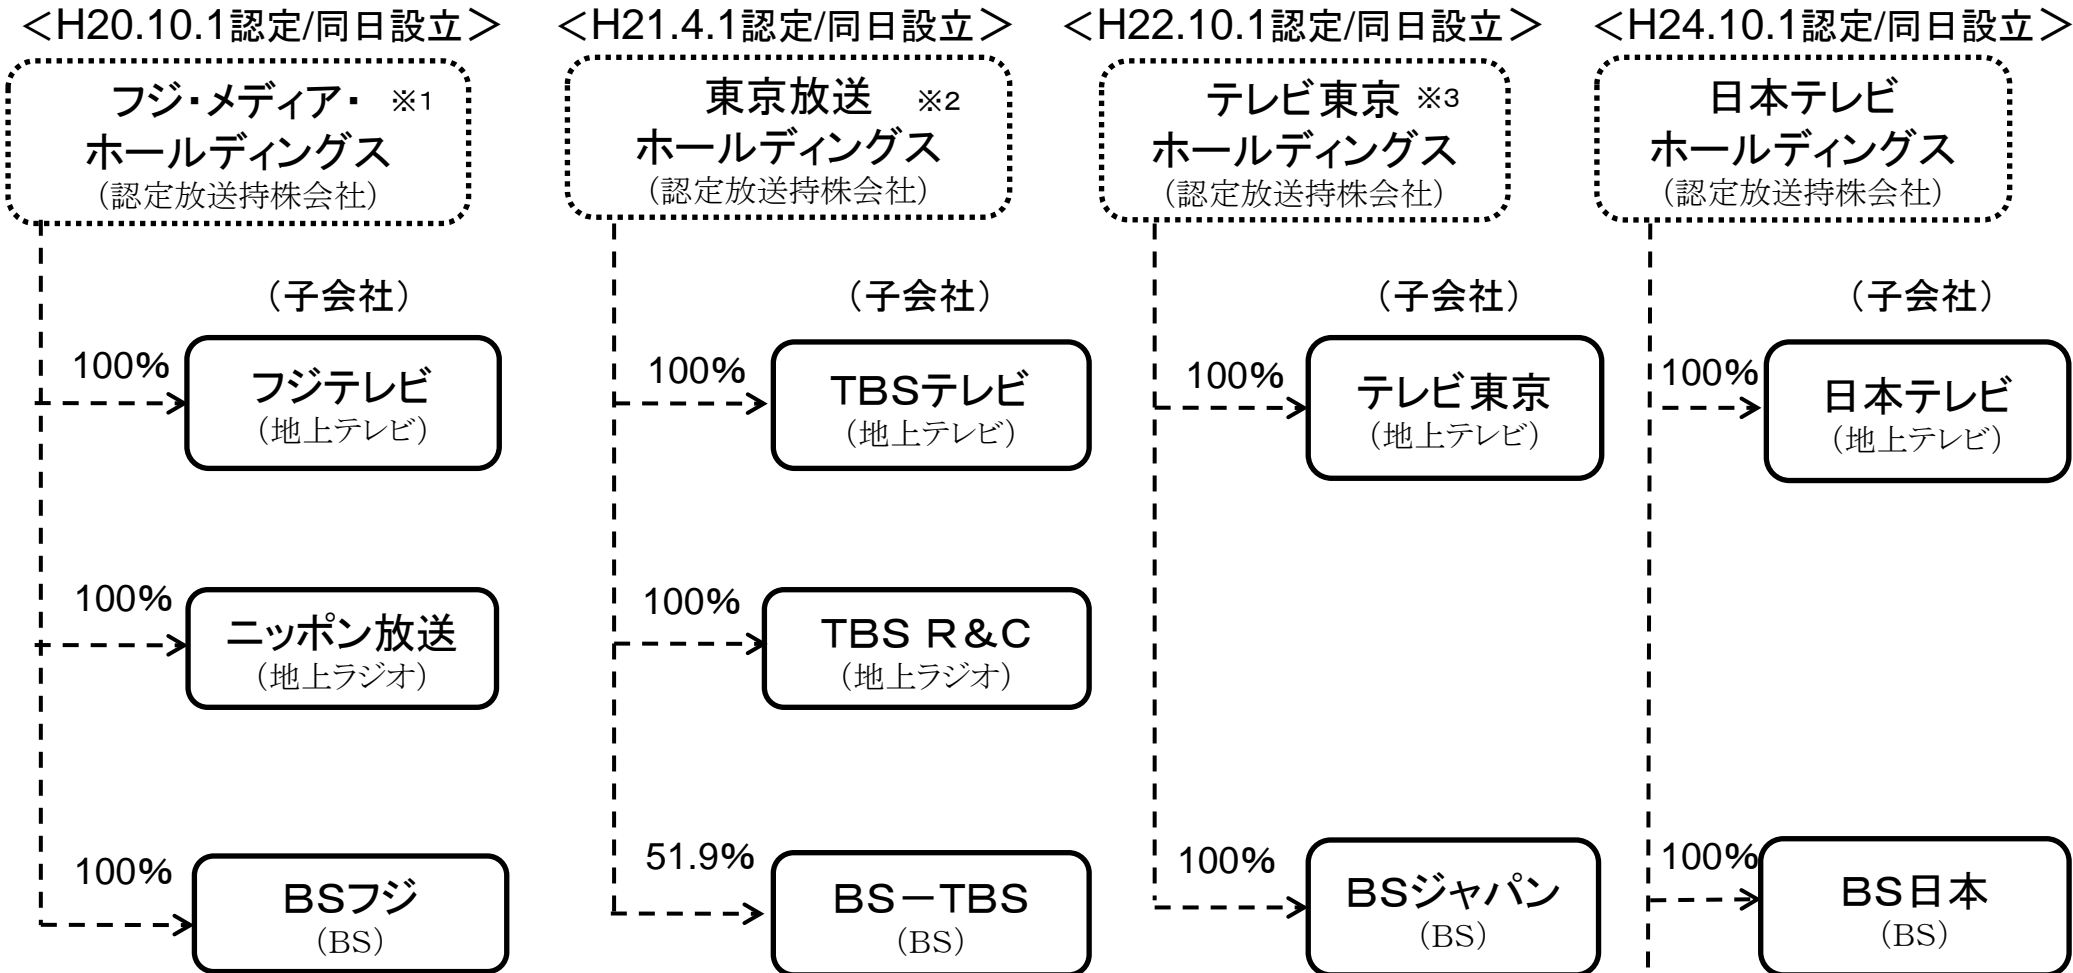 ＜H20.10.1認定/同日設立＞
フジ・メディア・ ※1
ホールディングス
（認定放送持株会社）
（子会社）
100%
フジテレビ
（地上テレビ）
100%
ニッポン放送
（地上ラジオ）
100%
BSフジ
（BS）
＜H21.4.1認定/同日設立＞
東京放送 ※2
ホールディングス
（認定放送持株会社）
（子会社）
100%
TBSテレビ
（地上テレビ）
100%
TBS R&C
（地上ラジオ）
51.9%
BS－TBS
（BS）
＜H22.10.1認定/同日設立＞
テレビ東京 ※3
ホールディングス
（認定放送持株会社）
（子会社）
100%
テレビ東京
（地上テレビ）
100%
BSジャパン
（BS）
＜H24.10.1認定/同日設立＞
日本テレビ
ホールディングス
（認定放送持株会社）
（子会社）
100%
日本テレビ
（地上テレビ）
100%
BS日本
（BS）